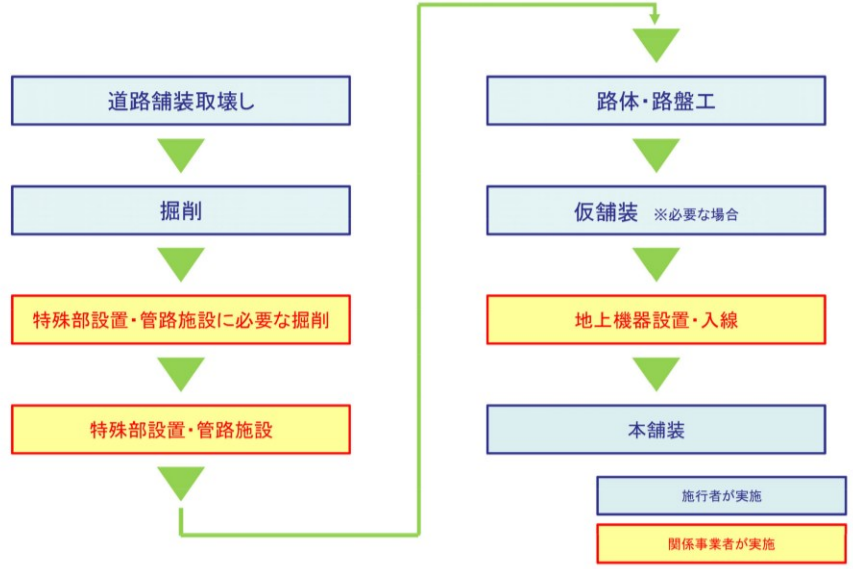 道路舗装取壊し
掘削
特殊部設置・管路施設に必要な掘削
特殊部設置・管路施設
路体・路盤工
仮舗装 ※必要な場合
地上機器設置・入線
本舗装
施行者が実施
関係事業者が実施